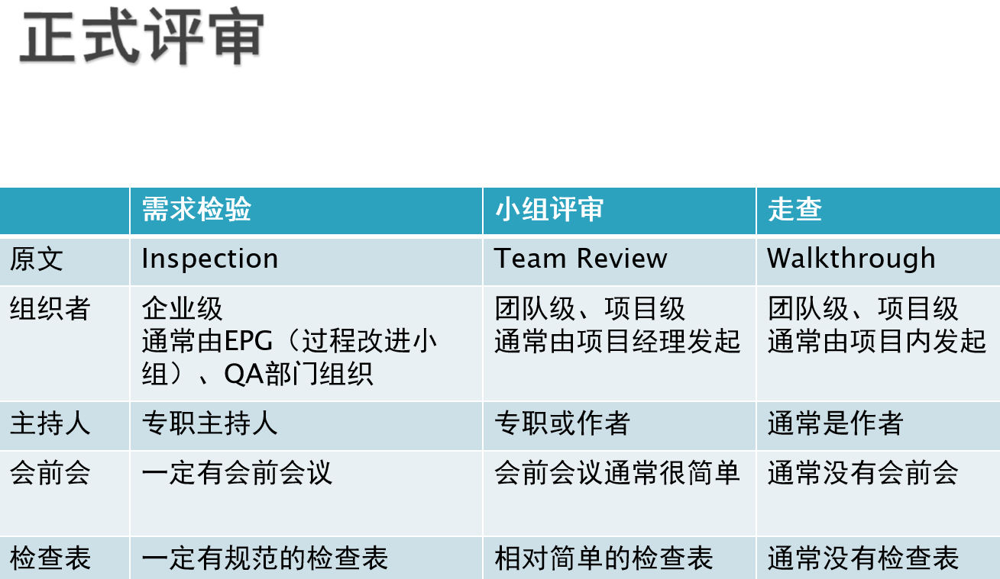 正式评审
需求检验 小组评审 走查
原文 Inspection Team Review Walkthrough
组织者 企业级 团队级、项目级 团队级、项目级
通常由EPG（过程改进小 通常由项目经理发起 通常由项目内发起
组）、QA部门组织
主持人 专职主持人 专职或作者 通常是作者
会前会 一定有会前会议 会前会议通常很简单 通常没有会前会
检查表 一定有规范的检查表 相对简单的检查表 通常没有检查表